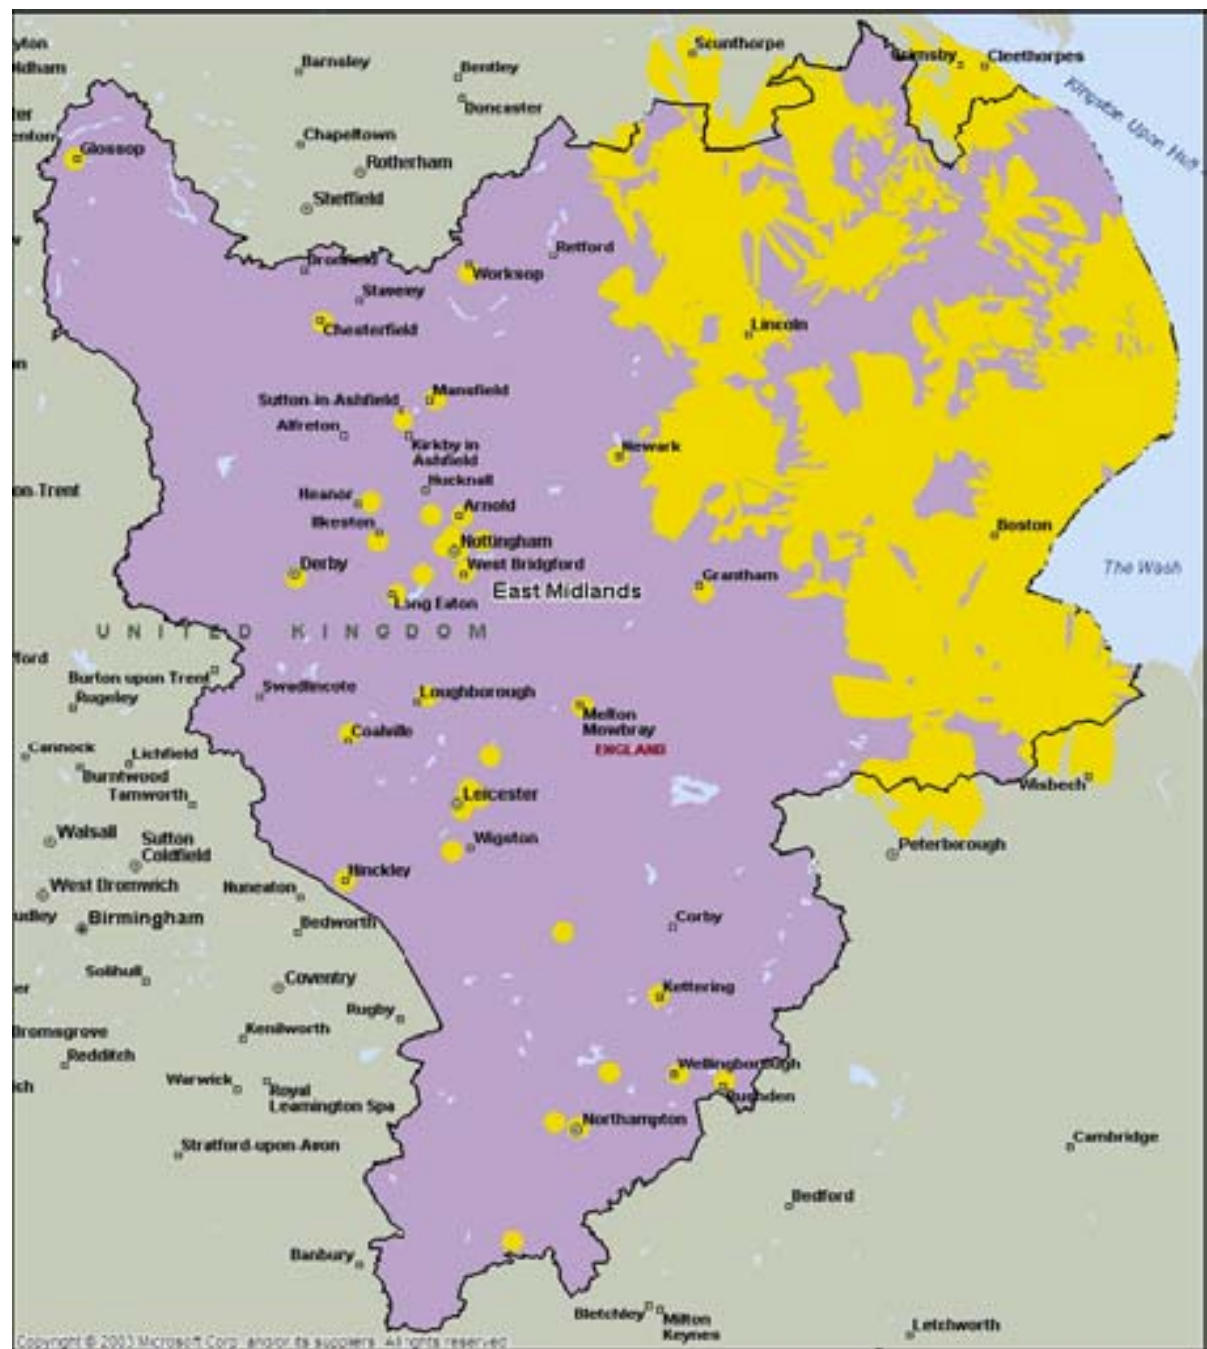 Scunthorpe
Grimsby
Cleethorpes
Barnsley
Bentley
Doncaster
Kingston Upon Hull
Chapeltown
Glossop
Rotherham
Sheffield
Retford
Dronfield
Worksop
Staveley
Chesterfield
Lincoln
Mansfield
Sutton-in-Ashfield
Alfreton
Kirkby in
Ashfield
Newark
Hucknall
on-Trent
Heanor
Arnold
Ilkeston
Boston
Nottingham
Derby
West Bridgford
The Wash
Grantham
East Midlands
Long Eaton
UNITED KINGDOM
Burton upon Trent
Swadlincote
Loughborough
Rugeley
Melton
Mowbray
Coalville
ENGLAND
Cannock
Lichfield
Burntwood
Tamworth
Wisbech
Leicester
Walsall
Sutton
Coldfield
Wigston
Peterborough
Hinckley
West Bromwich
Nuneaton
udley
Birmingham
Bedworth
Corby
Solihull
Coventry
Kettering
Rugby
Bromsgrove
Kenilworth
Redditch
Wellingborough
Warwick
Royal
Leamington Spa
Rushden
Northampton
Stratford-upon-Avon
Cambridge
Bedford
Banbury
Bletchley
Milton
Keynes
Letchworth
Copyright © 2003 Microsoft Corp. and/or its suppliers. All rights reserved.